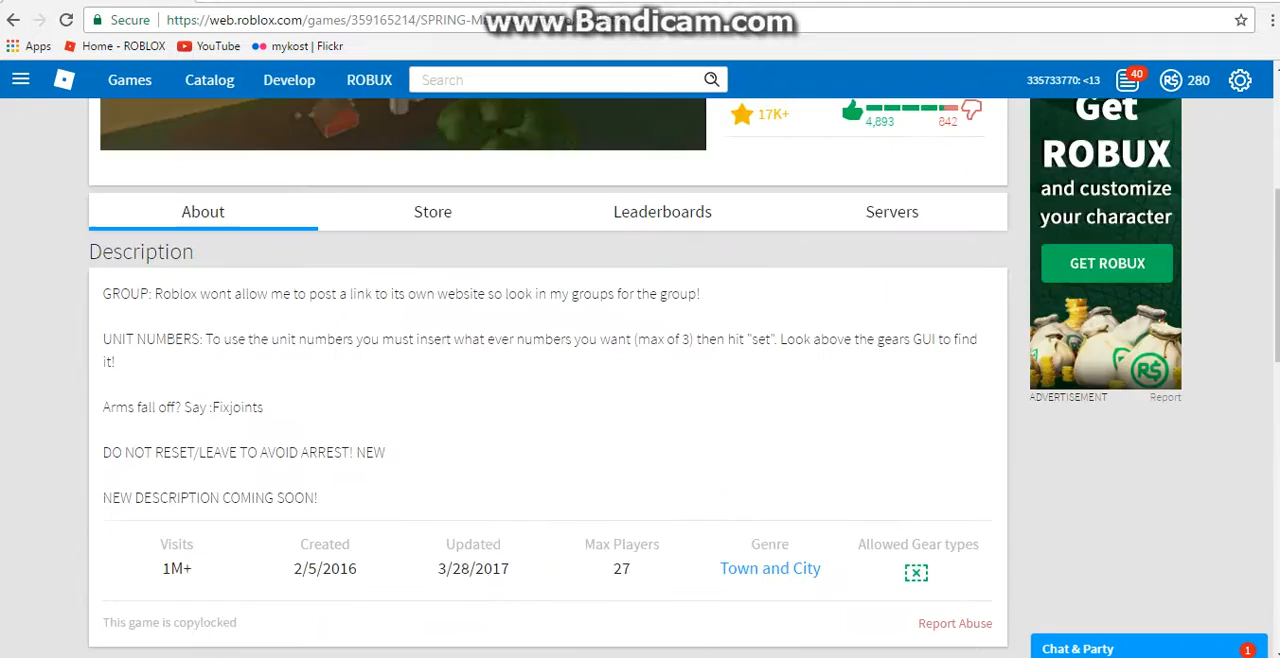 www.Bandicam.com
Secure https://web.roblox.com/games/359165214/SPRING-M
Apps Home - ROBLOX YouTube mykost | Flickr
Games Catalog Develop ROBUX Search 335733770: <13 40 R$ 280
17K+ 4,893 842
Get
ROBUX
and customize
your character
GET ROBUX
R$
ADVERTISEMENT Report
About Store Leaderboards Servers
Description
GROUP: Roblox wont allow me to post a link to its own website so look in my groups for the group!
UNIT NUMBERS: To use the unit numbers you must insert what ever numbers you want (max of 3) then hit "set". Look above the gears GUI to find
it!
Arms fall off? Say :Fixjoints
DO NOT RESET/LEAVE TO AVOID ARREST! NEW
NEW DESCRIPTION COMING SOON!
Visits Created Updated Max Players Genre Allowed Gear types
1M+ 2/5/2016 3/28/2017 27 Town and City
This game is copylocked Report Abuse
Chat & Party 1